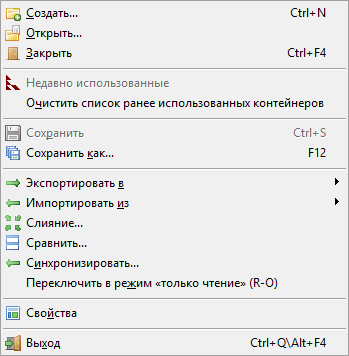 Создать... Ctrl+N
Открыть...
Закрыть Ctrl+F4
Недавно использованные
Очистить список ранее использованных контейнеров
Сохранить Ctrl+S
Сохранить как... F12
Экспортировать в
Импортировать из
Слияние...
Сравнить...
Синхронизировать...
Переключить в режим «только чтение» (R-O)
Свойства
Выход Ctrl+Q\Alt+F4